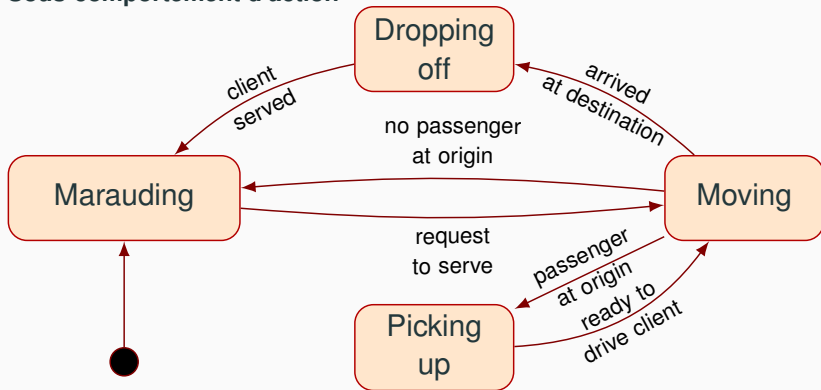 Sous-comportement d'action
Dropping
off
client
served
arrived
at destination
no passenger
at origin
Marauding
Moving
request
to serve
passenger
at origin
ready to
drive client
Picking
up